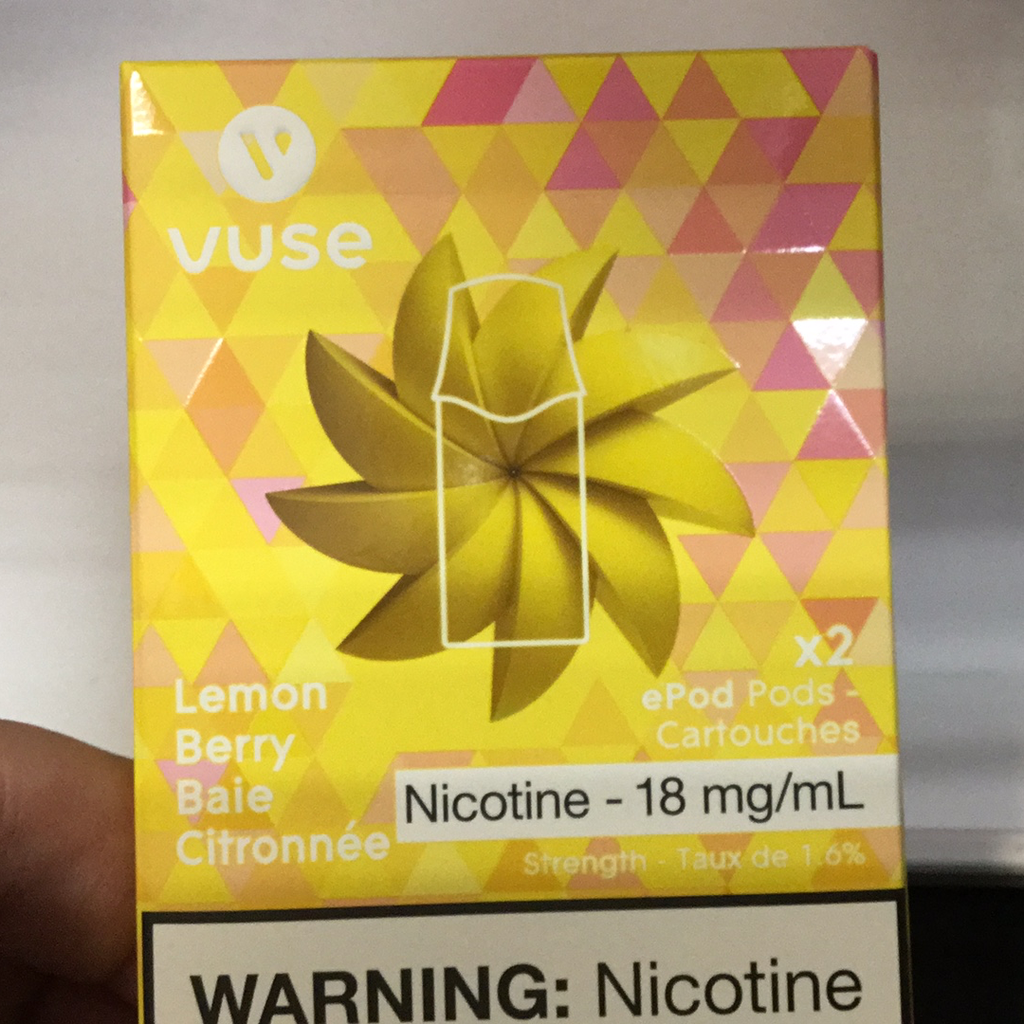 V
vuse
x2
ePod Pods -
Cartouches
Lemon
Berry
Baie
Citronnée
Nicotine - 18 mg/mL
Strength - Taux de 1.6%
WARNING: Nicotine